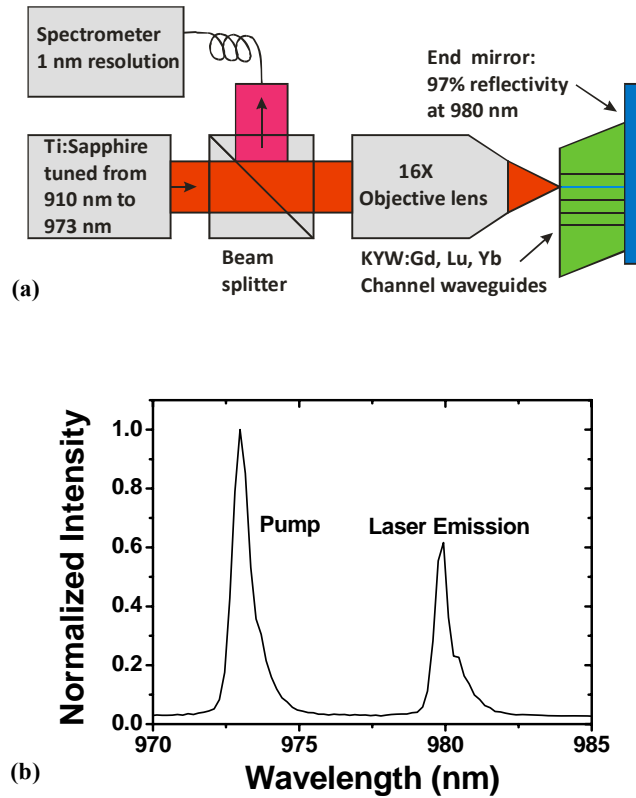 Spectrometer
1 nm resolution
End mirror:
97% reflectivity
at 980 nm
Ti:Sapphire
tuned from
910 nm to
973 nm
16X
Objective lens
Beam
splitter
KYW:Gd, Lu, Yb
Channel waveguides
(a)
Normalized Intensity
1.0
0.8
0.6
0.4
0.2
0.0
Pump
Laser Emission
970
975
980
985
Wavelength (nm)
(b)